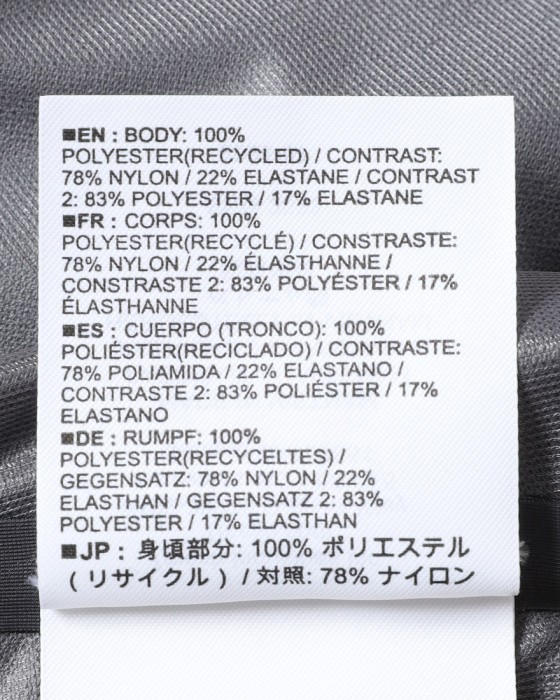 ■EN : BODY: 100%
POLYESTER(RECYCLED) / CONTRAST:
78% NYLON / 22% ELASTANE / CONTRAST
2: 83% POLYESTER / 17% ELASTANE
■FR : CORPS: 100%
POLYESTER(RECYCLÉ) / CONSTRASTE:
78% NYLON / 22% ÉLASTHANNE /
CONSTRASTE 2: 83% POLYÉSTER / 17%
ÉLASTHANNE
■ES : CUERPO (TRONCO): 100%
POLIÉSTER(RECICLADO) / CONTRASTE:
78% POLIAMIDA / 22% ELASTANO /
CONTRASTE 2: 83% POLIÉSTER / 17%
ELASTANO
■DE : RUMPF: 100%
POLYESTER(RECYCELTES) /
GEGENSATZ: 78% NYLON / 22%
ELASTHAN / GEGENSATZ 2: 83%
POLYESTER / 17% ELASTHAN
■JP : 身頃部分: 100% ポリエステル
(リサイクル) / 対照: 78% ナイロン